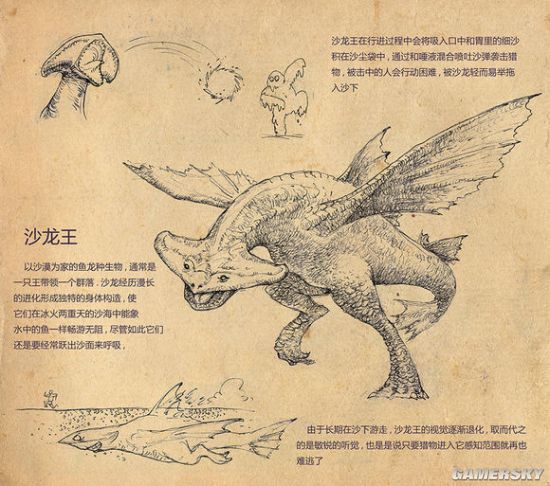 沙龙王在行进过程中会将吸入口中和胃里的细沙
积在沙尘袋中，通过和唾液混合喷吐沙弹袭击猎
物，被击中的人会行动困难，被沙龙轻而易举拖
入沙下
沙龙王
以沙漠为家的鱼龙种生物，通常是
一只王带领一个群落．沙龙经历漫长
的进化形成独特的身体构造，使
它们在冰火两重天的沙海中能象
水中的鱼一样畅游无阻，尽管如此它们
还是要经常跃出沙面来呼吸，
由于长期在沙下游走，沙龙王的视觉逐渐退化，取而代之
的是敏锐的听觉，也是是说只要猎物进入它感知范围就再也
难逃了
GAMERSKY